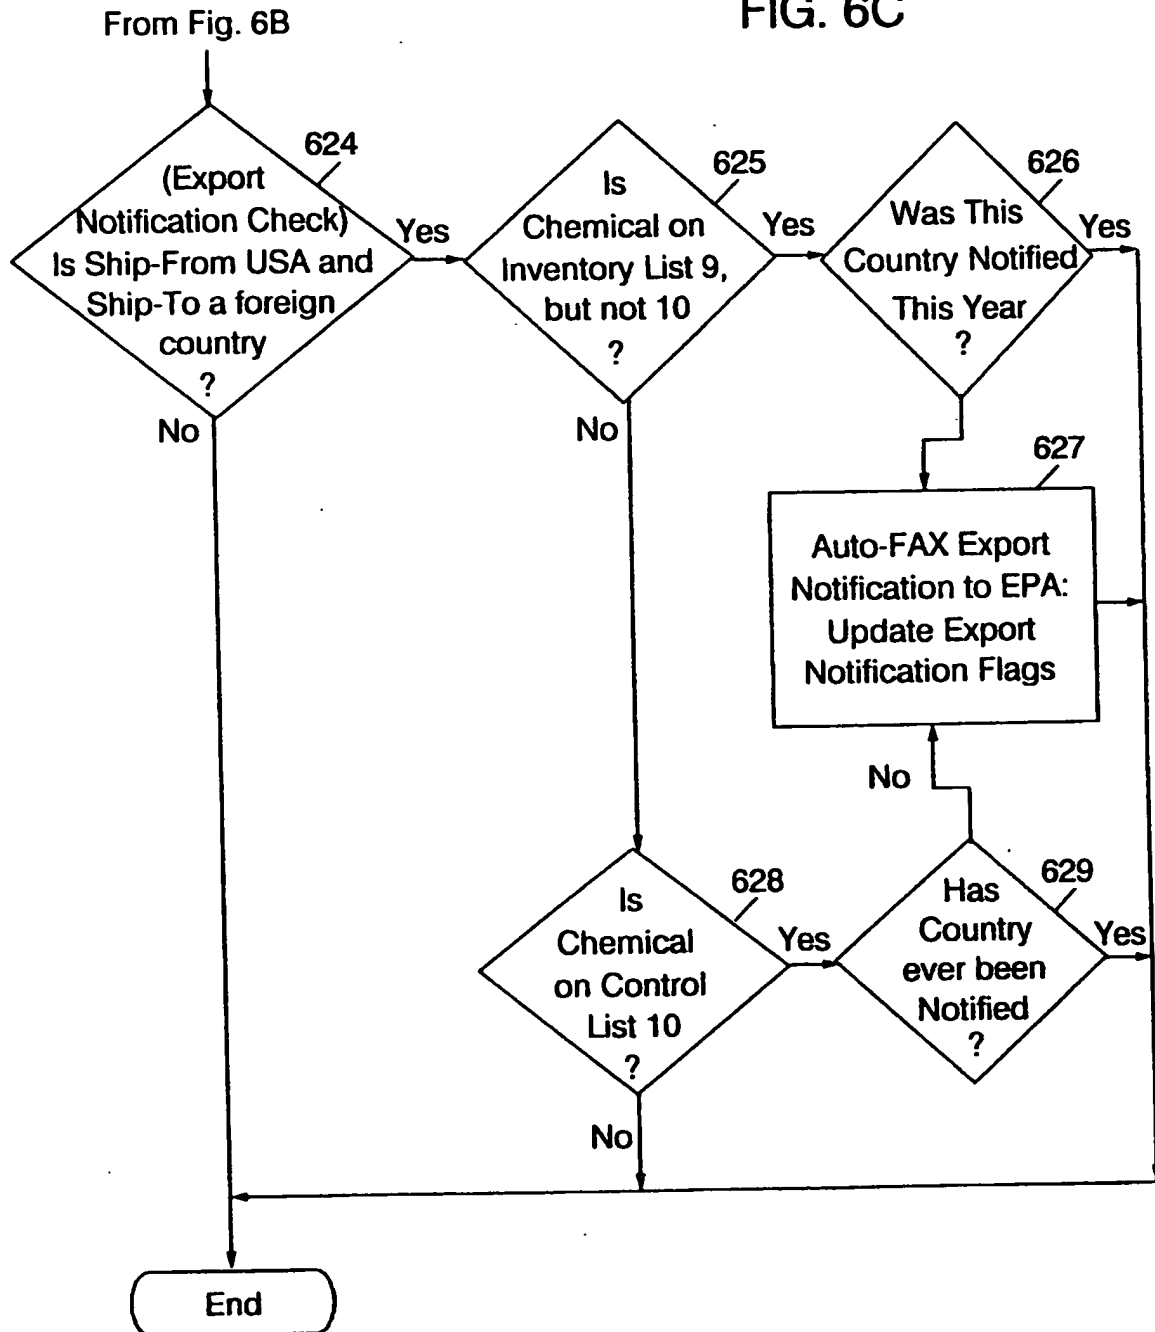 From Fig. 6B
FIG. 6C
624
(Export
Notification Check)
Is Ship-From USA and
Ship-To a foreign
country
?
Yes
No
625
Is
Chemical on
Inventory List 9,
but not 10
?
Yes
No
626
Was This
Country Notified
This Year
?
Yes
627
Auto-FAX Export
Notification to EPA:
Update Export
Notification Flags
No
628
Is
Chemical
on Control
List 10
?
Yes
No
629
Has
Country
ever been
Notified
?
Yes
End